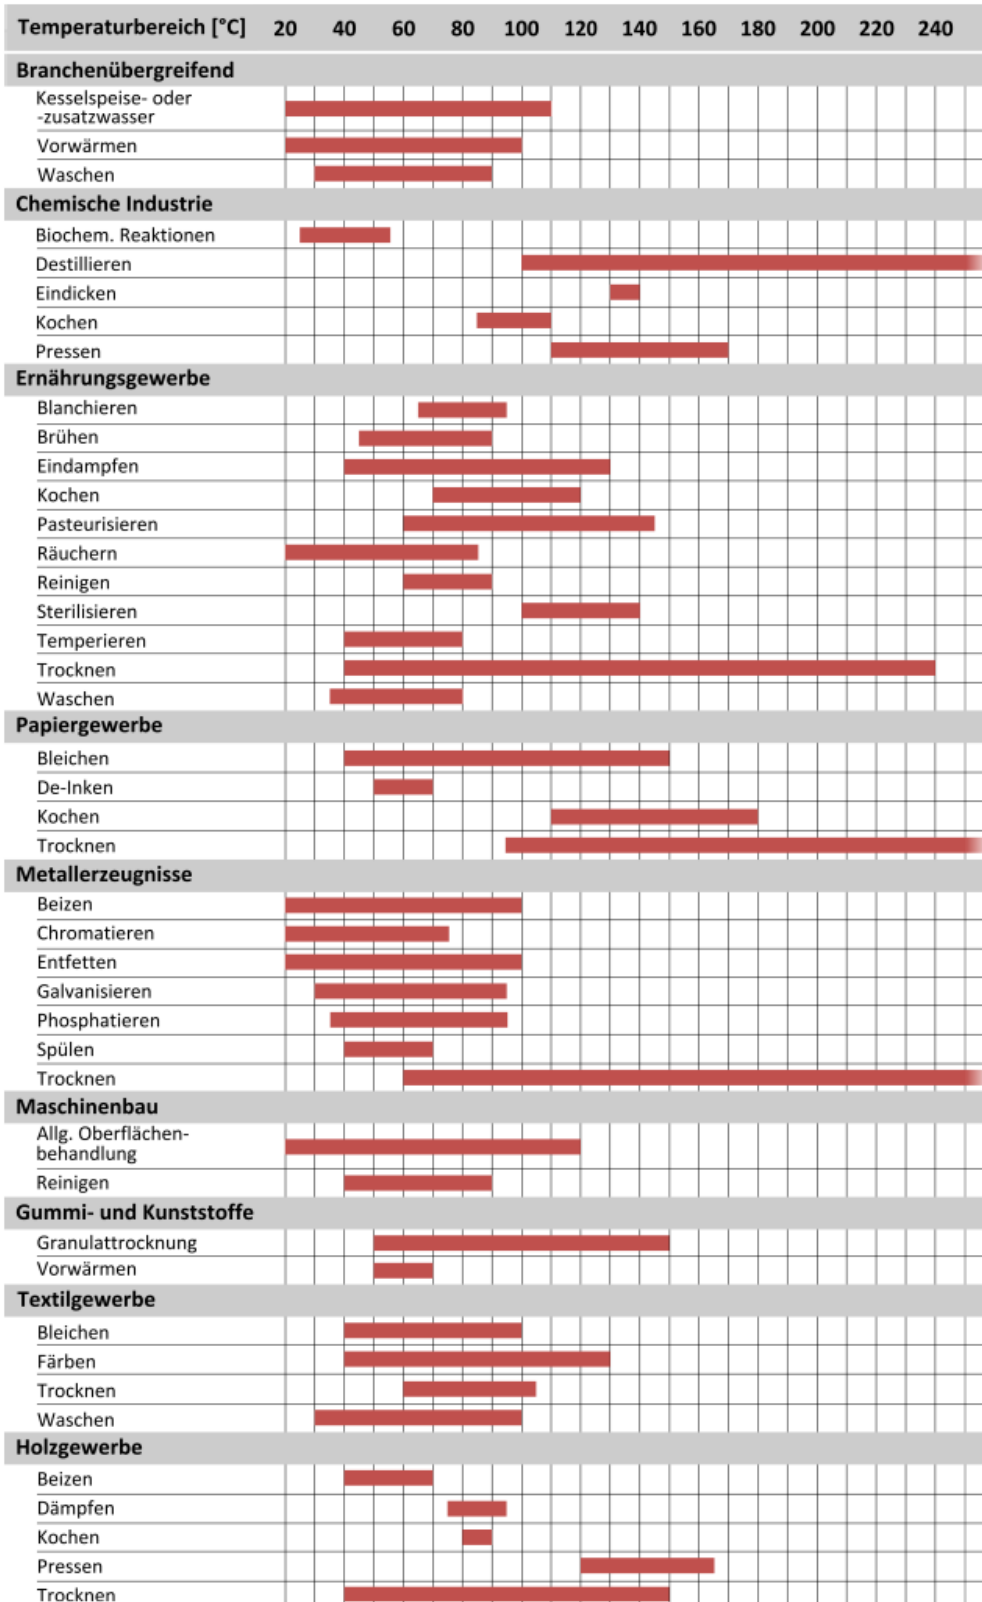 Temperaturbereich [°C] 20 40 60 80 100 120 140 160 180 200 220 240
Branchenübergreifend
Kesselspeise- oder
-zusatzwasser
Vorwärmen
Waschen
Chemische Industrie
Biochem. Reaktionen
Destillieren
Eindicken
Kochen
Pressen
Ernährungsgewerbe
Blanchieren
Brühen
Eindampfen
Kochen
Pasteurisieren
Räuchern
Reinigen
Sterilisieren
Temperieren
Trocknen
Waschen
Papiergewerbe
Bleichen
De-Inken
Kochen
Trocknen
Metallerzeugnisse
Beizen
Chromatieren
Entfetten
Galvanisieren
Phosphatieren
Spülen
Trocknen
Maschinenbau
Allg. Oberflächen-
behandlung
Reinigen
Gummi- und Kunststoffe
Granulattrocknung
Vorwärmen
Textilgewerbe
Bleichen
Färben
Trocknen
Waschen
Holzgewerbe
Beizen
Dämpfen
Kochen
Pressen
Trocknen